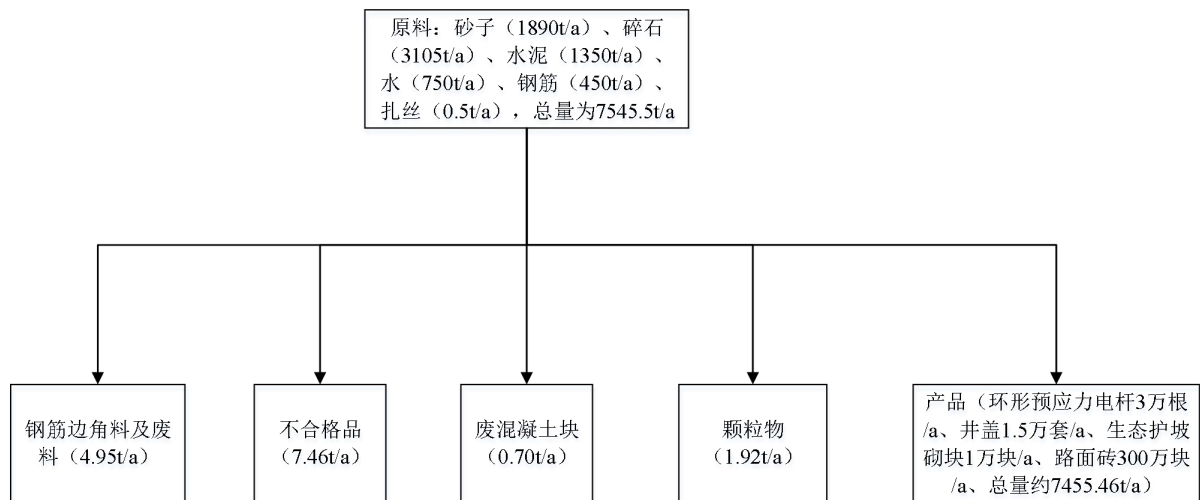 原料：砂子（1890t/a）、碎石
（3105t/a）、水泥（1350t/a）、
水（750t/a）、钢筋（450t/a）、
扎丝（0.5t/a），总量为7545.5t/a
钢筋边角料及废
料（4.95t/a）
不合格品
（7.46t/a）
废混凝土块
（0.70t/a）
颗粒物
（1.92t/a）
产品（环形预应力电杆3万根
/a、井盖1.5万套/a、生态护坡
砌块1万块/a、路面砖300万块
/a、总量约7455.46t/a）